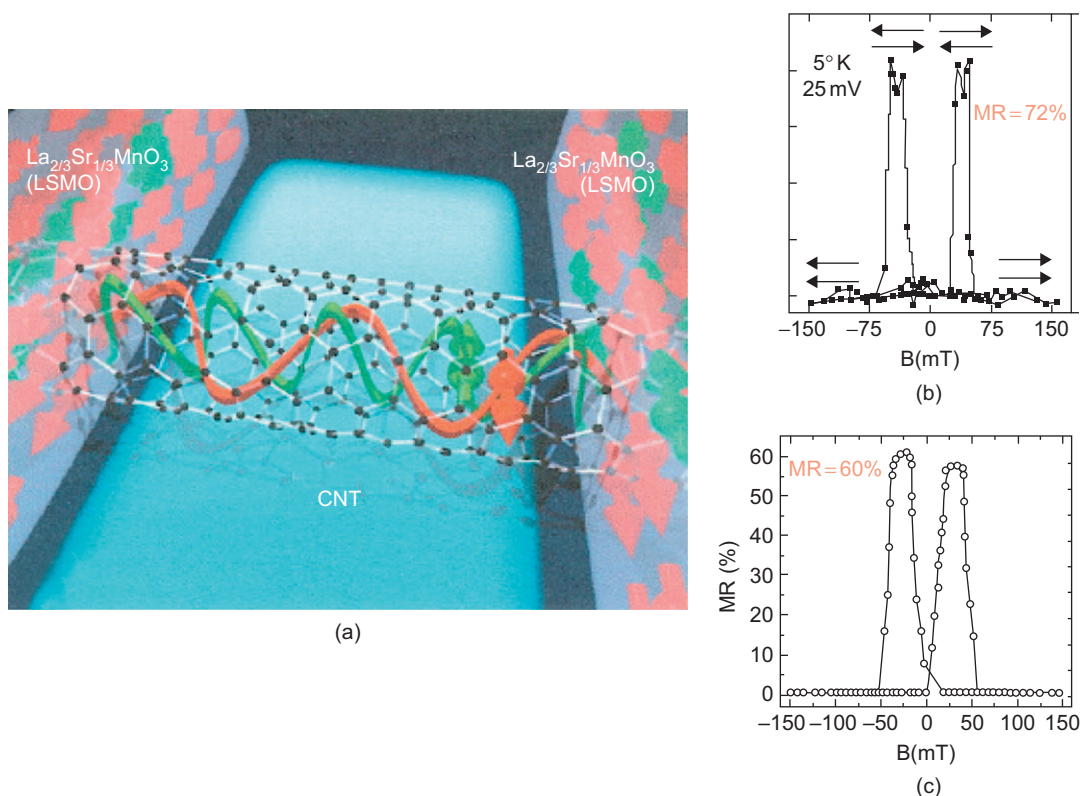 La2/3Sr1/3MnO3
(LSMO)
La2/3Sr1/3MnO3
(LSMO)
CNT
(a)
5° K
25 mV
MR = 72%
−150 −75 0 75 150
B(mT)
(b)
MR = 60%
60
50
40
30
20
10
0
MR (%)
−150 −100 −50 0 50 100 150
B(mT)
(c)